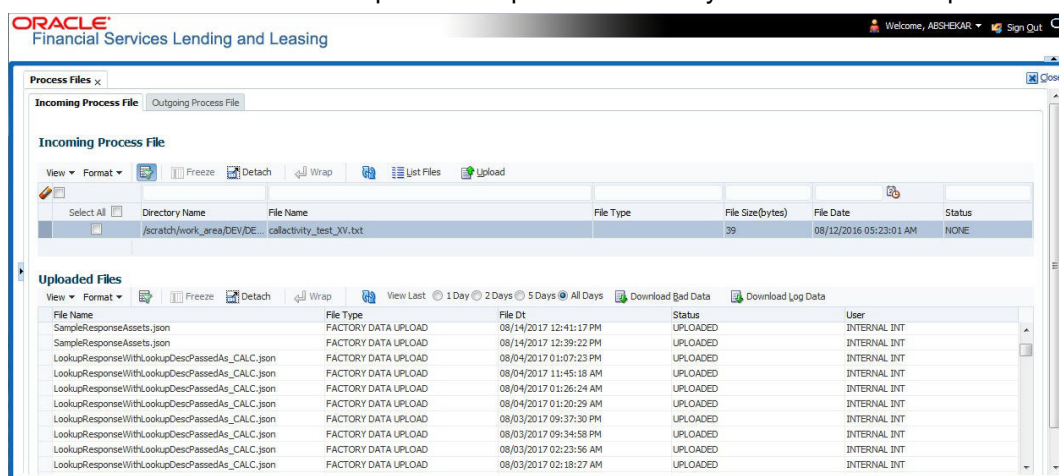 ORACLE
Welcome, ABSHEKAR
Sign Out
Financial Services Lending and Leasing
Process Files
Close
Incoming Process File
Outgoing Process File
Incoming Process File
View Format Freeze Detach Wrap List Files Upload
Select All Directory Name File Name File Type File Size(bytes) File Date Status
/scratch/work_area/DEV/DE... callactivity_test_XV.txt 39 08/12/2016 05:23:01 AM NONE
Uploaded Files
View Format Freeze Detach Wrap View Last 1 Day 2 Days 5 Days All Days Download Bad Data Download Log Data
File Name File Type File Dt Status User
SampleResponseAssets.json FACTORY DATA UPLOAD 08/14/2017 12:41:17 PM UPLOADED INTERNAL INT
SampleResponseAssets.json FACTORY DATA UPLOAD 08/14/2017 12:39:22 PM UPLOADED INTERNAL INT
LookupResponseWithLookupDescPassedAs_CALC.json FACTORY DATA UPLOAD 08/04/2017 01:07:23 PM UPLOADED INTERNAL INT
LookupResponseWithLookupDescPassedAs_CALC.json FACTORY DATA UPLOAD 08/04/2017 11:45:18 AM UPLOADED INTERNAL INT
LookupResponseWithLookupDescPassedAs_CALC.json FACTORY DATA UPLOAD 08/04/2017 01:26:24 AM UPLOADED INTERNAL INT
LookupResponseWithLookupDescPassedAs_CALC.json FACTORY DATA UPLOAD 08/04/2017 01:20:29 AM UPLOADED INTERNAL INT
LookupResponseWithLookupDescPassedAs_CALC.json FACTORY DATA UPLOAD 08/03/2017 09:37:30 PM UPLOADED INTERNAL INT
LookupResponseWithLookupDescPassedAs_CALC.json FACTORY DATA UPLOAD 08/03/2017 09:34:58 PM UPLOADED INTERNAL INT
LookupResponseWithLookupDescPassedAs_CALC.json FACTORY DATA UPLOAD 08/03/2017 02:23:56 AM UPLOADED INTERNAL INT
LookupResponseWithLookupDescPassedAs_CALC.json FACTORY DATA UPLOAD 08/03/2017 02:18:27 AM UPLOADED INTERNAL INT